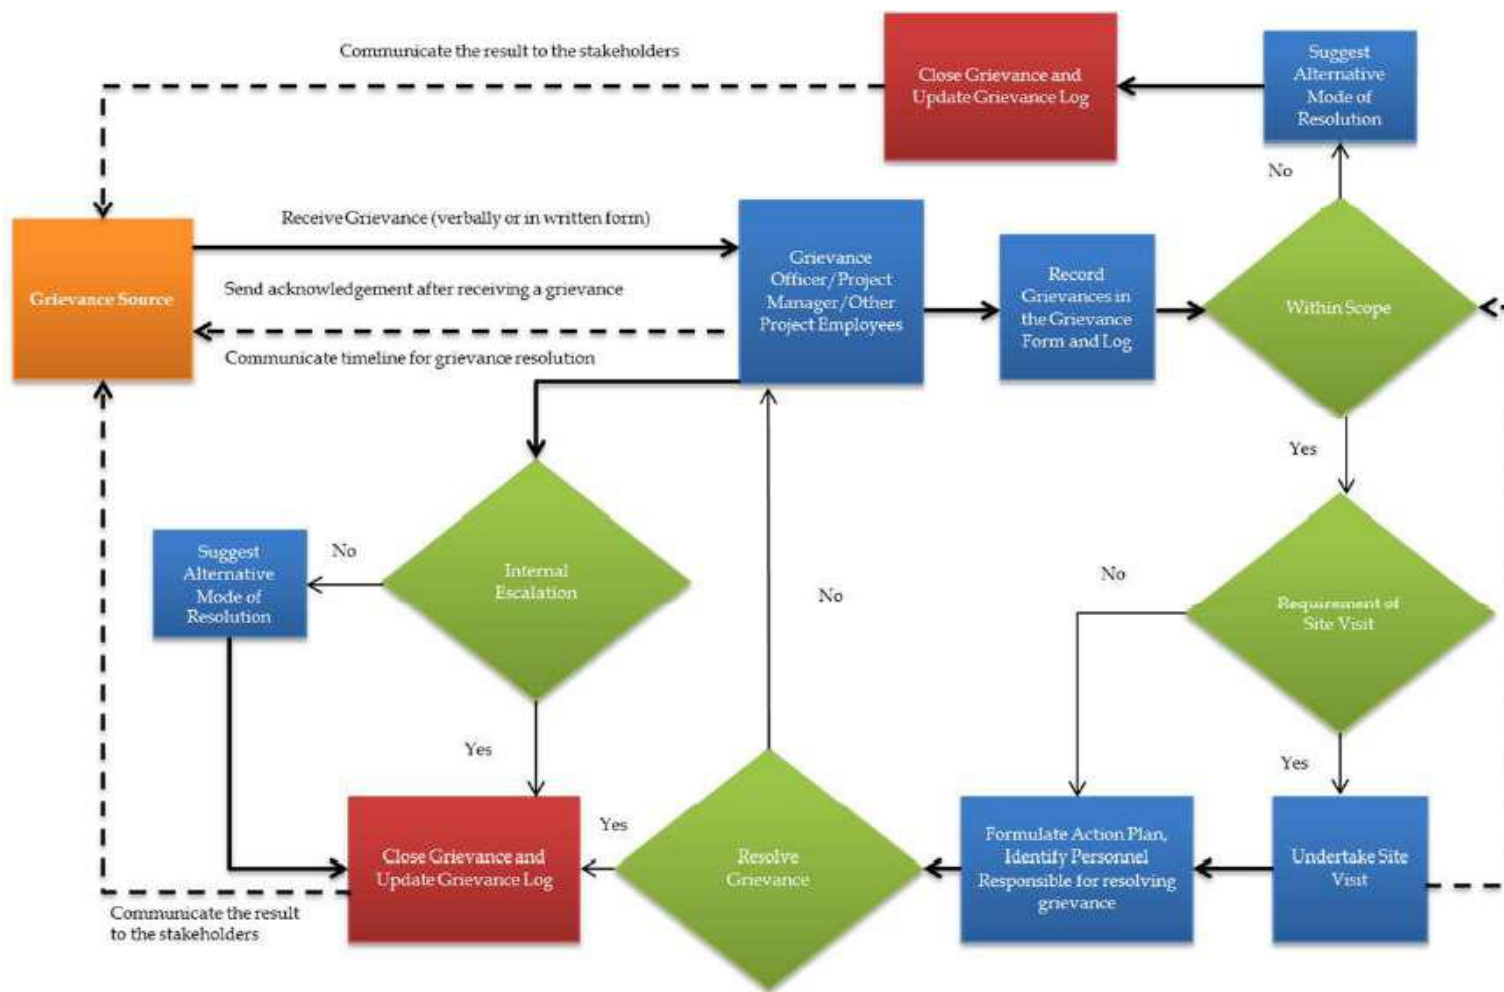 Communicate the result to the stakeholders
Close Grievance and
Update Grievance Log
Suggest
Alternative
Mode of
Resolution
No
Receive Grievance (verbally or in written form)
Grievance Source
Send acknowledgement after receiving a grievance
Communicate timeline for grievance resolution
Grievance
Officer/Project
Manager/Other
Project Employees
Record
Grievances in
the Grievance
Form and Log
Within Scope
Yes
Suggest
Alternative
Mode of
Resolution
No
Internal
Escalation
No
No
Requirement of
Site Visit
Yes
Yes
Yes
Close Grievance and
Update Grievance Log
Resolve
Grievance
Formulate Action Plan,
Identify Personnel
Responsible for resolving
grievance
Undertake Site
Visit
Communicate the result
to the stakeholders